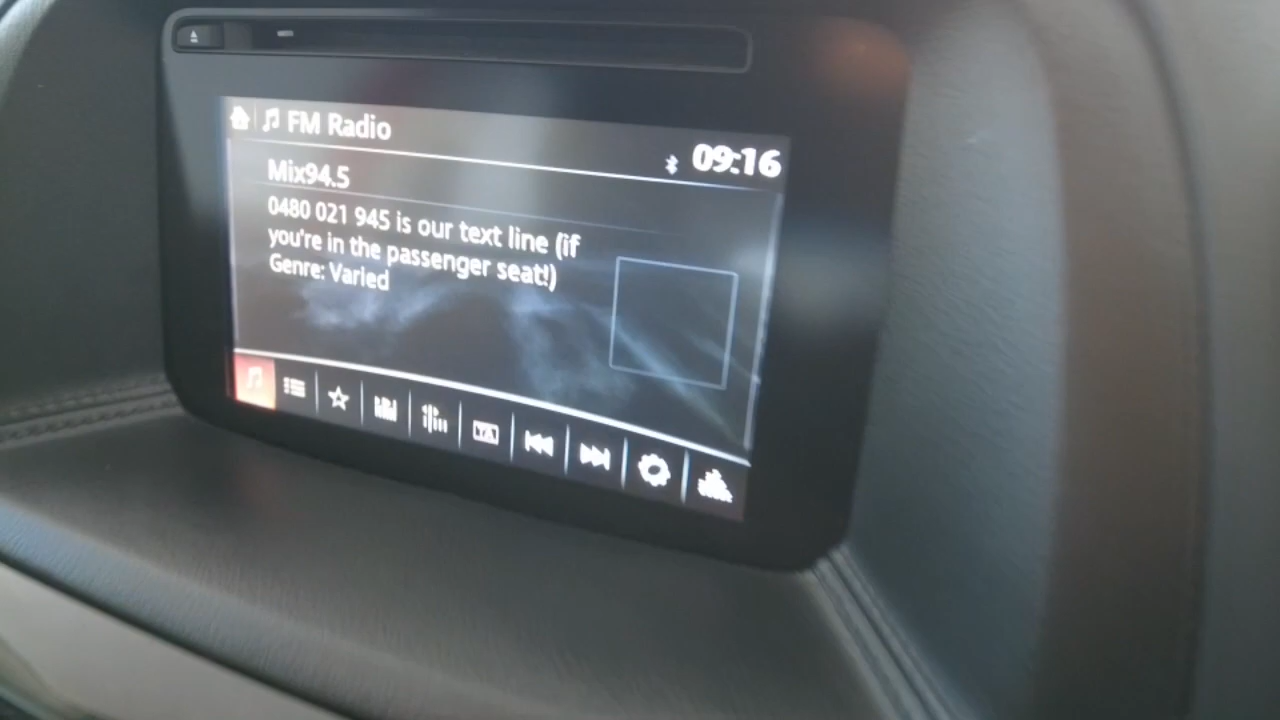 FM Radio
09:16
Mix94.5
0480 021 945 is our text line (if
you're in the passenger seat!)
Genre: Varied